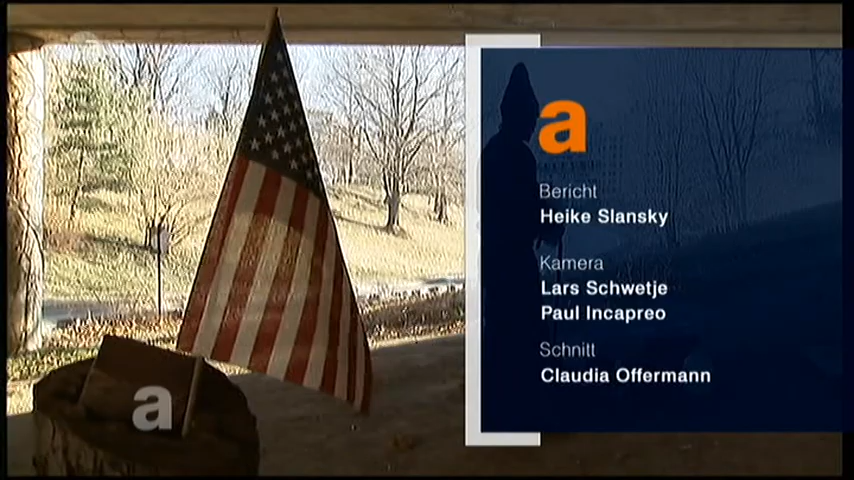 a
Bericht
Heike Slansky
Kamera
Lars Schwetje
Paul Incapreo
Schnitt
Claudia Offermann
a